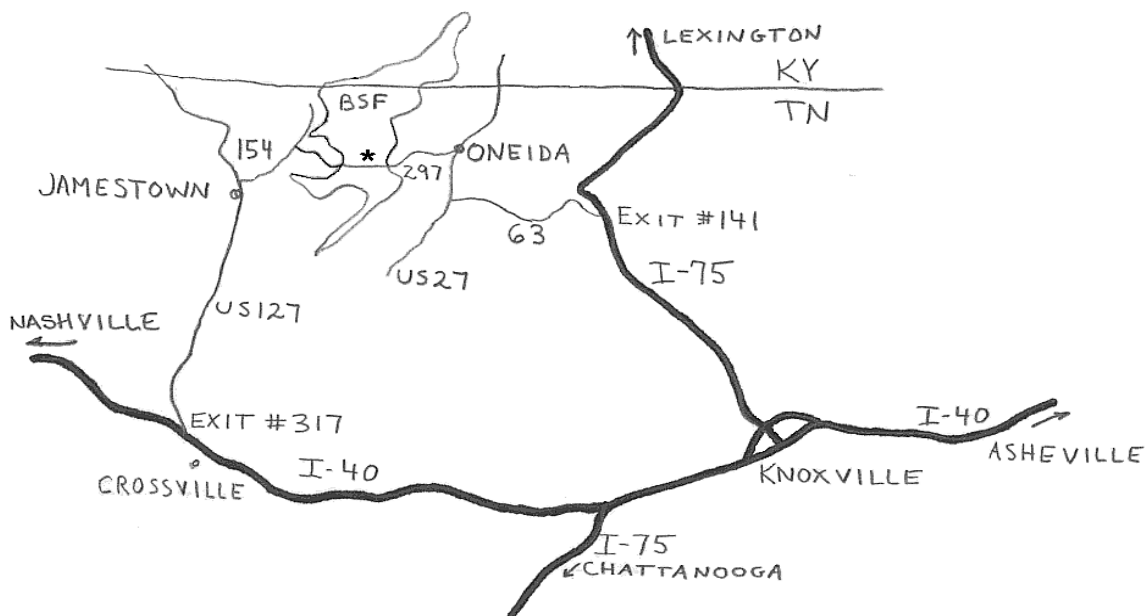 LEXINGTON
KY
TN
BSF
154
*
ONEIDA
297
JAMESTOWN
EXIT #141
63
I-75
US27
US127
NASHVILLE
EXIT #317
I-40
I-40
ASHEVILLE
KNOXVILLE
CROSSVILLE
I-75
CHATTANOOGA